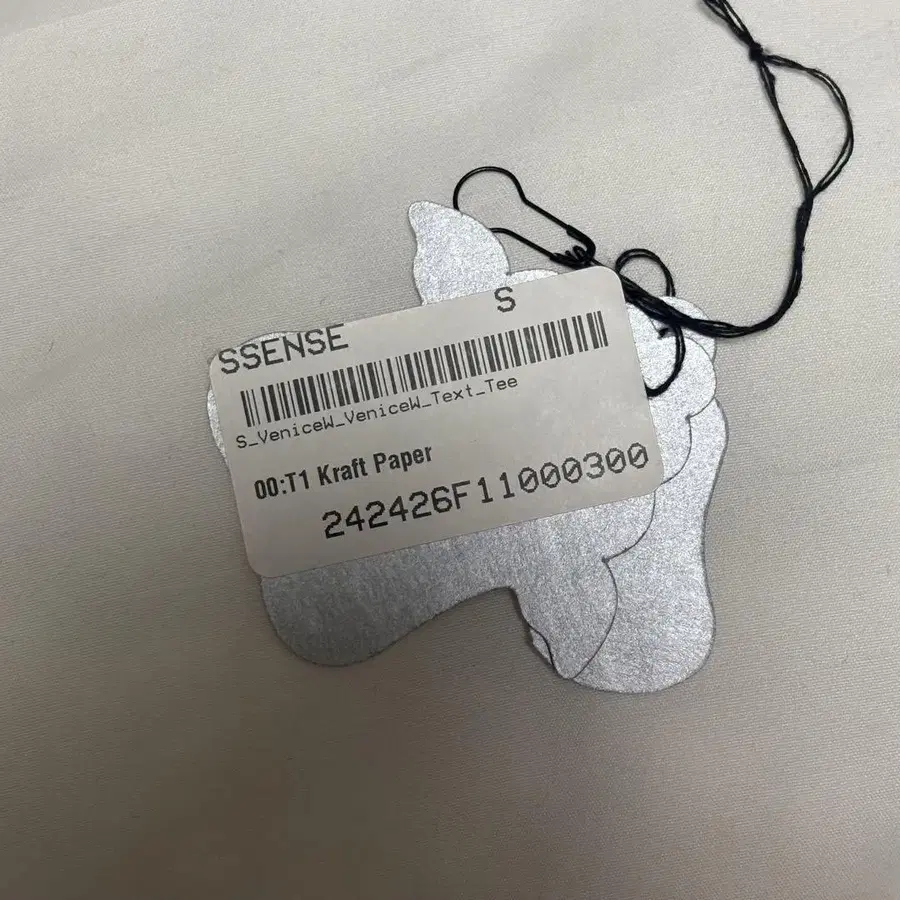 SSENSE S
S_VeniceW_VeniceW_Text_Tee
00:T1 Kraft Paper
242426F11000300